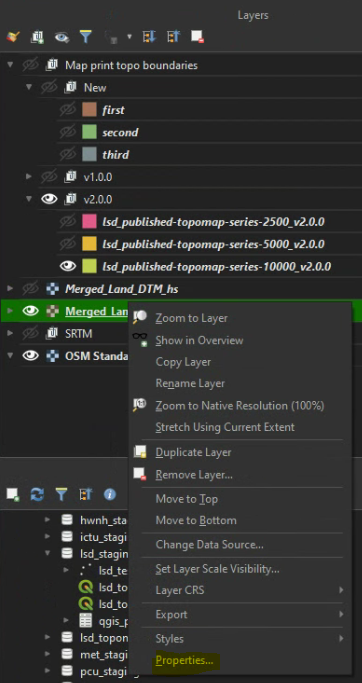 Layers
Map print topo boundaries
New
first
second
third
v1.0.0
v2.0.0
lsd_published-topomap-series-2500_v2.0.0
lsd_published-topomap-series-5000_v2.0.0
lsd_published-topomap-series-10000_v2.0.0
Merged_Land_DTM_hs
Merged_Lan
SRTM
OSM Standa
Zoom to Layer
Show in Overview
Copy Layer
Rename Layer
Zoom to Native Resolution (100%)
Stretch Using Current Extent
Duplicate Layer
Remove Layer...
Move to Top
Move to Bottom
Change Data Source...
Set Layer Scale Visibility...
Layer CRS
Export
Styles
Properties...
hwnh_sta
ictu_stagi
lsd_stagin
lsd_te
lsd_to
lsd_to
qgis_p
lsd_topon
met_stag
pcu_stag